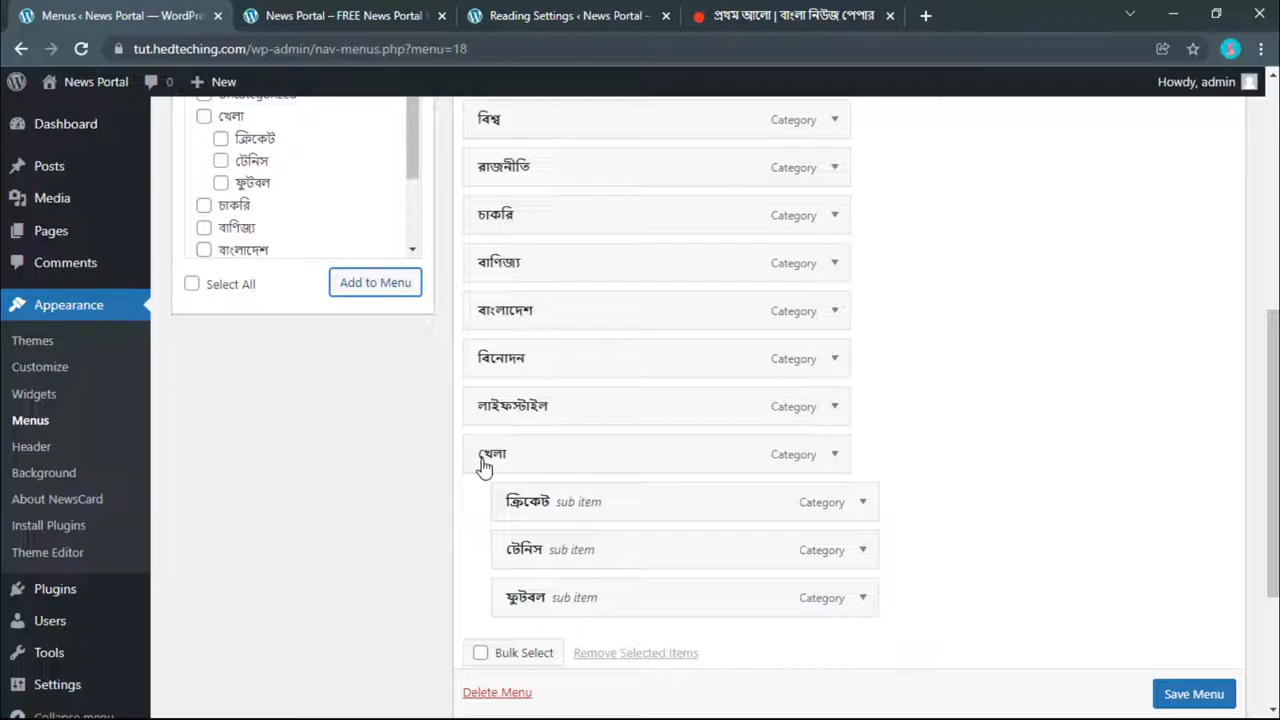 Menus ‹ News Portal — WordPre
News Portal – FREE News Portal
Reading Settings ‹ News Portal –
প্রথম আলো | বাংলা নিউজ পেপার
tut.hedteching.com/wp-admin/nav-menus.php?menu=18
News Portal
0
New
Howdy, admin
Dashboard
Posts
Media
Pages
Comments
Appearance
Themes
Customize
Widgets
Menus
Header
Background
About NewsCard
Install Plugins
Theme Editor
Plugins
Users
Tools
Settings
Collapse menu
Uncategorized
খেলা
ক্রিকেট
টেনিস
ফুটবল
চাকরি
বাণিজ্য
বাংলাদেশ
Select All
Add to Menu
বিশ্ব Category
রাজনীতি Category
চাকরি Category
বাণিজ্য Category
বাংলাদেশ Category
বিনোদন Category
লাইফস্টাইল Category
খেলা Category
ক্রিকেট sub item Category
টেনিস sub item Category
ফুটবল sub item Category
Bulk Select
Remove Selected Items
Delete Menu
Save Menu